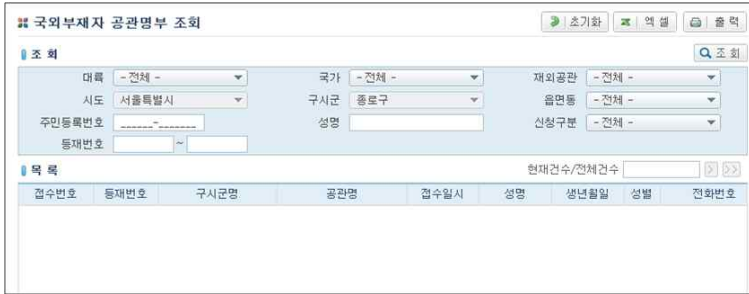 국외부재자 공관명부 조회 초기화 엑 셀 출 력
조 회 조 회
대륙 - 전체 - 국가 - 전체 - 재외공관 - 전체 -
시도 서울특별시 구시군 종로구 읍면동 - 전체 -
주민등록번호 ______-_______ 성명 신청구분 - 전체 -
등재번호 ~
목 록 현재건수/전체건수 > >>
접수번호 등재번호 구시군명 공관명 접수일시 성명 생년월일 성별 전화번호